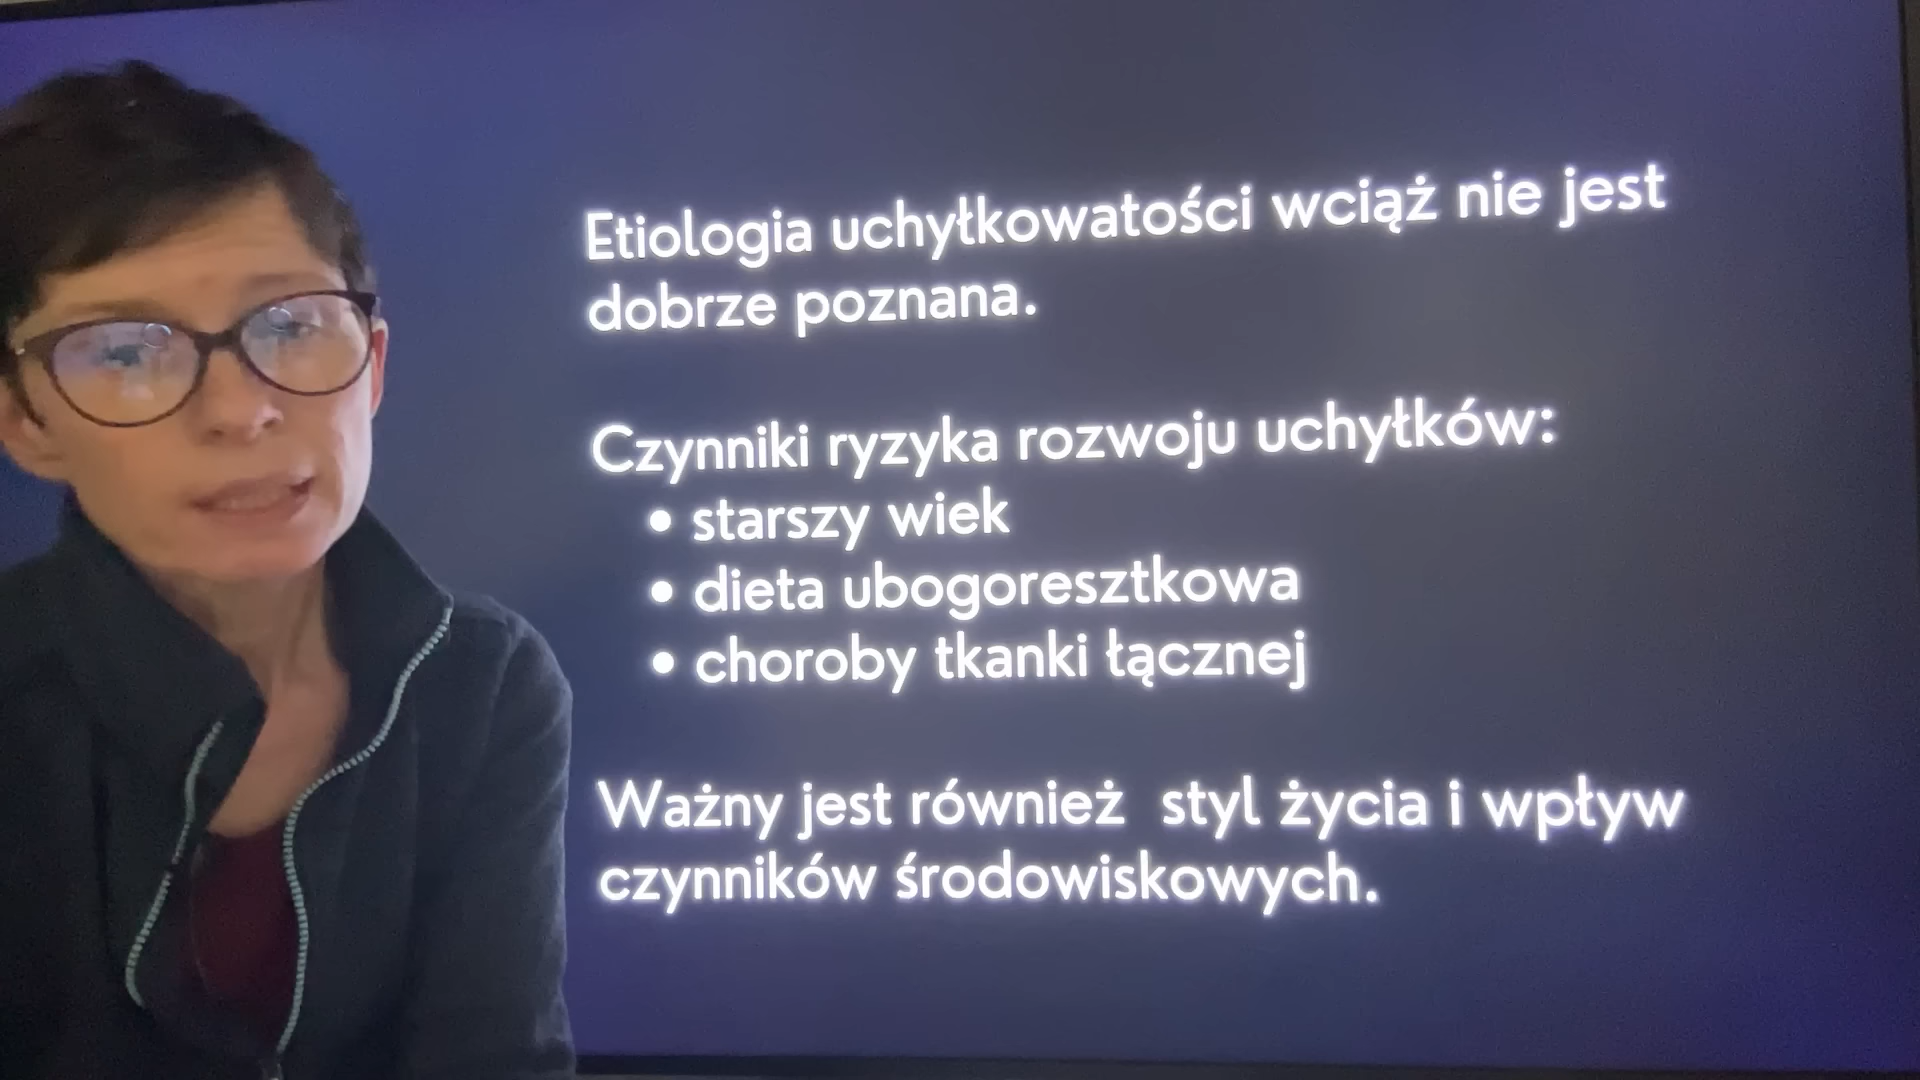 Etiologia uchyłkowatości wciąż nie jest
dobrze poznana.
Czynniki ryzyka rozwoju uchyłków:
• starszy wiek
• dieta ubogoresztkowa
• choroby tkanki łącznej
Ważny jest również  styl życia i wpływ
czynników środowiskowych.